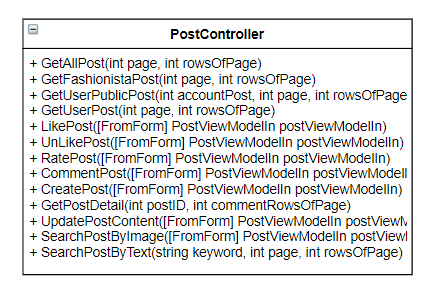 PostController
+ GetAllPost(int page, int rowsOfPage)
+ GetFashionistaPost(int page, int rowsOfPage)
+ GetUserPublicPost(int accountPost, int page, int rowsOfPage
+ GetUserPost(int page, int rowsOfPage)
+ LikePost([FromForm] PostViewModelIn postViewModelIn)
+ UnLikePost([FromForm] PostViewModelIn postViewModelIn)
+ RatePost([FromForm] PostViewModelIn postViewModelIn)
+ CommentPost([FromForm] PostViewModelIn postViewModelI
+ CreatePost([FromForm] PostViewModelIn postViewModelIn)
+ GetPostDetail(int postID, int commentRowsOfPage)
+ UpdatePostContent([FromForm] PostViewModelIn postView
+ SearchPostByImage([FromForm] PostViewModelIn postView
+ SearchPostByText(string keyword, int page, int rowsOfPage)